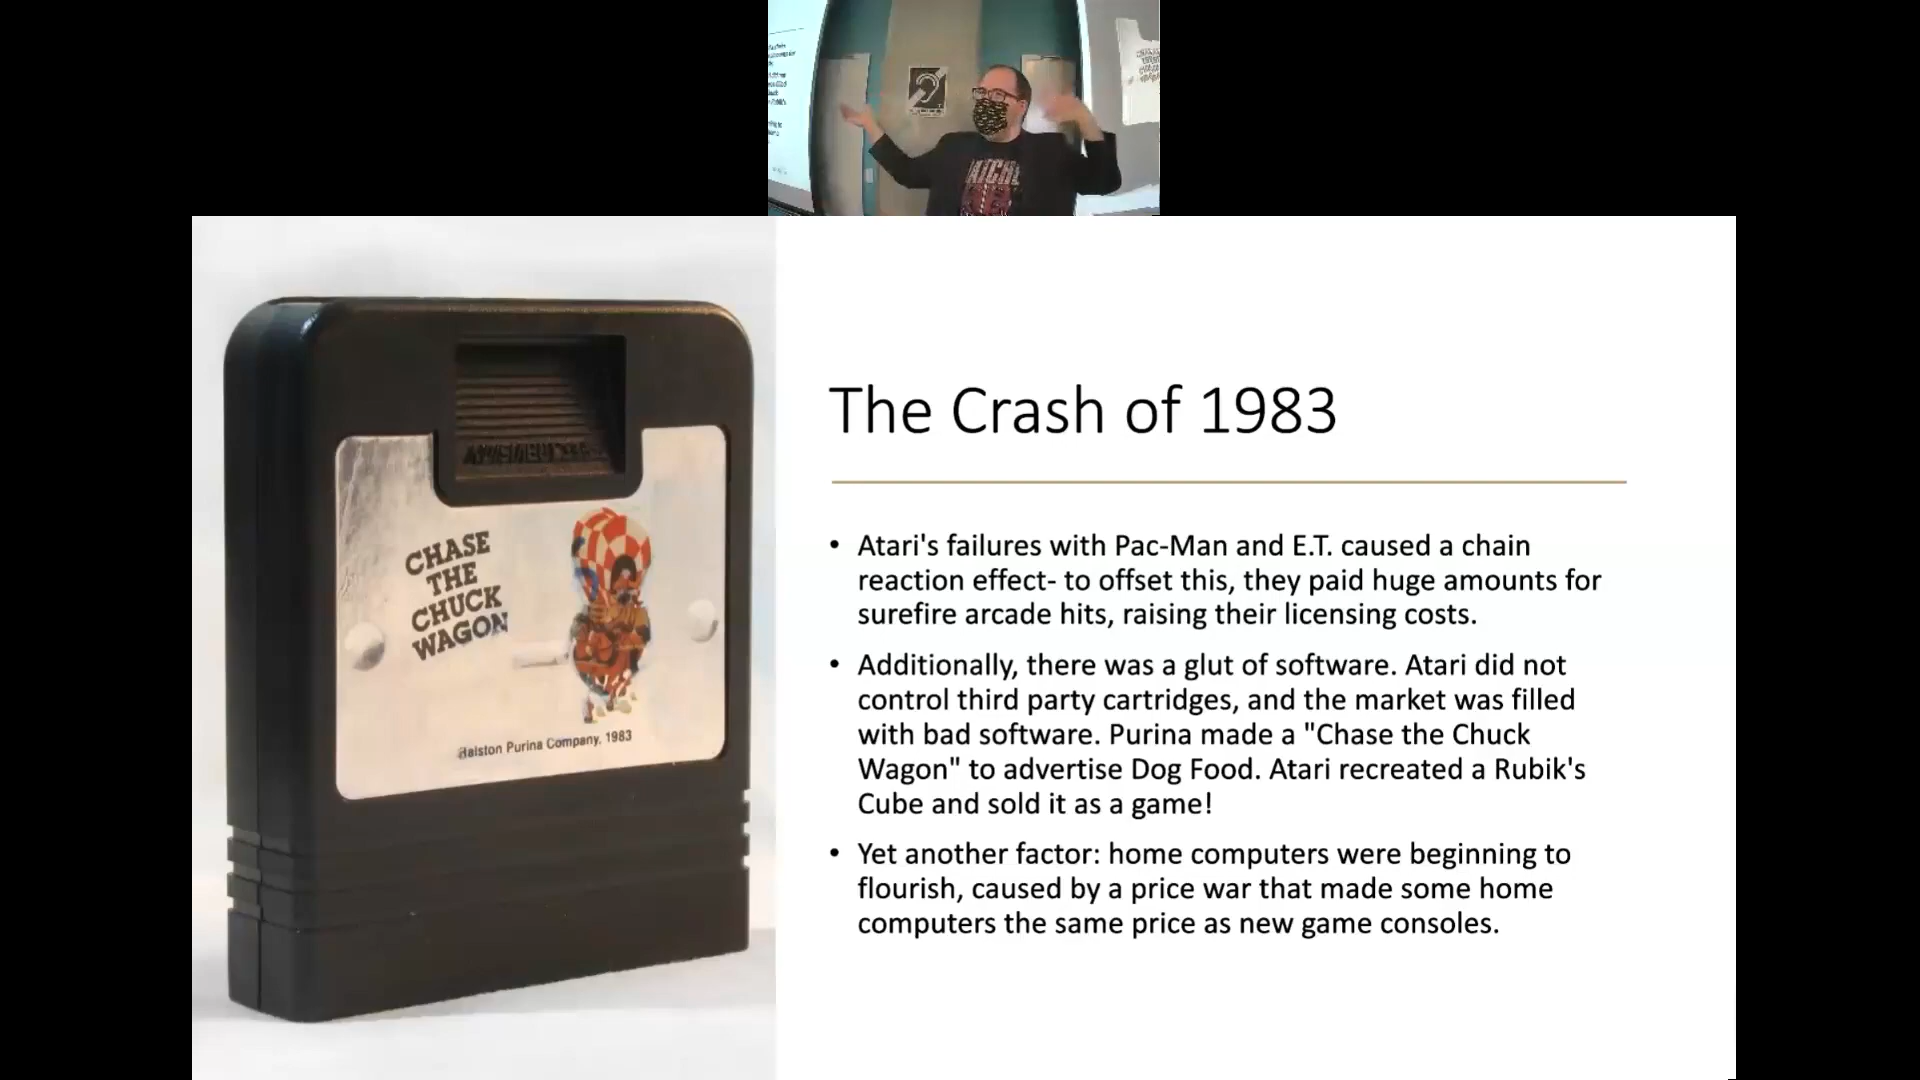 The Crash of 1983
• Atari's failures with Pac-Man and E.T. caused a chain
reaction effect- to offset this, they paid huge amounts for
surefire arcade hits, raising their licensing costs.
• Additionally, there was a glut of software. Atari did not
control third party cartridges, and the market was filled
with bad software. Purina made a "Chase the Chuck
Wagon" to advertise Dog Food. Atari recreated a Rubik's
Cube and sold it as a game!
• Yet another factor: home computers were beginning to
flourish, caused by a price war that made some home
computers the same price as new game consoles.
CHASE
THE
CHUCK
WAGON
Ralston Purina Company, 1983